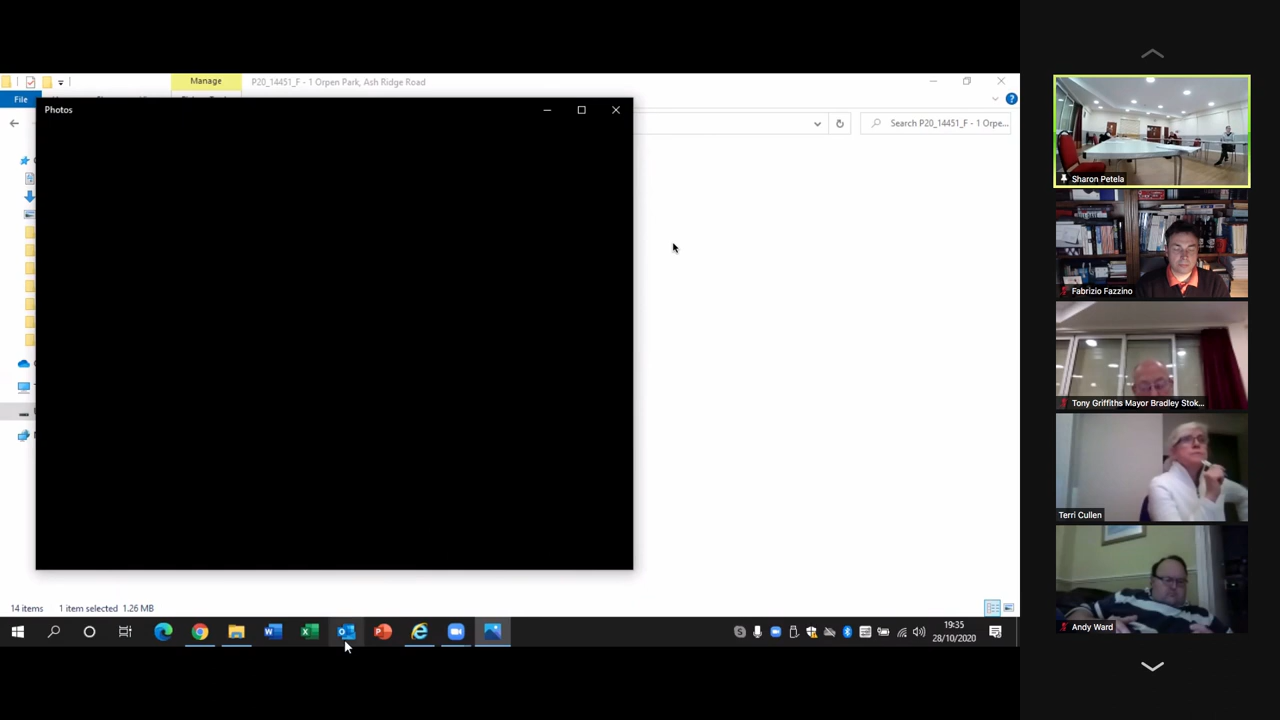 Manage
P20_14451_F - 1 Orpen Park, Ash Ridge Road
File
Photos
Search P20_14451_F - 1 Orpe...
Sharon Petela
Fabrizio Fazzino
Tony Griffiths Mayor Bradley Stok...
Terri Cullen
Andy Ward
14 items
1 item selected
1.26 MB
19:35
28/10/2020